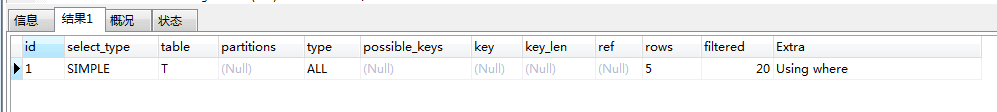 信息 结果1 概况 状态
id select_type table partitions type possible_keys key key_len ref rows filtered Extra
1 SIMPLE T (Null) ALL (Null) (Null) (Null) (Null) 5 20 Using where